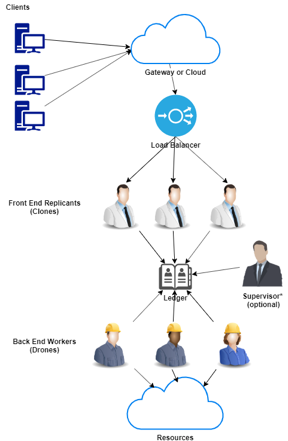 Clients
Gateway or Cloud
Load Balancer
Front End Replicants
(Clones)
Ledger
Supervisor*
(optional)
Back End Workers
(Drones)
Resources